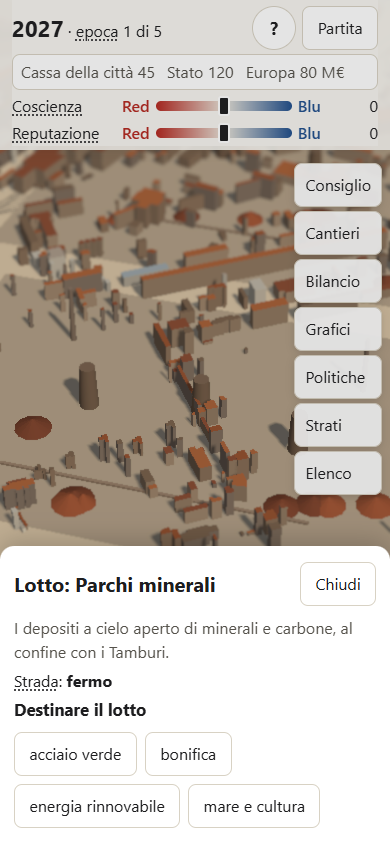 2027 · epoca 1 di 5
?
Partita
Cassa della città 45 Stato 120 Europa 80 M€
Coscienza Red Blu 0
Reputazione Red Blu 0
Consiglio
Cantieri
Bilancio
Grafici
Politiche
Strati
Elenco
Lotto: Parchi minerali
Chiudi
I depositi a cielo aperto di minerali e carbone, al
confine con i Tamburi.
Strada: fermo
Destinare il lotto
acciaio verde
bonifica
energia rinnovabile
mare e cultura